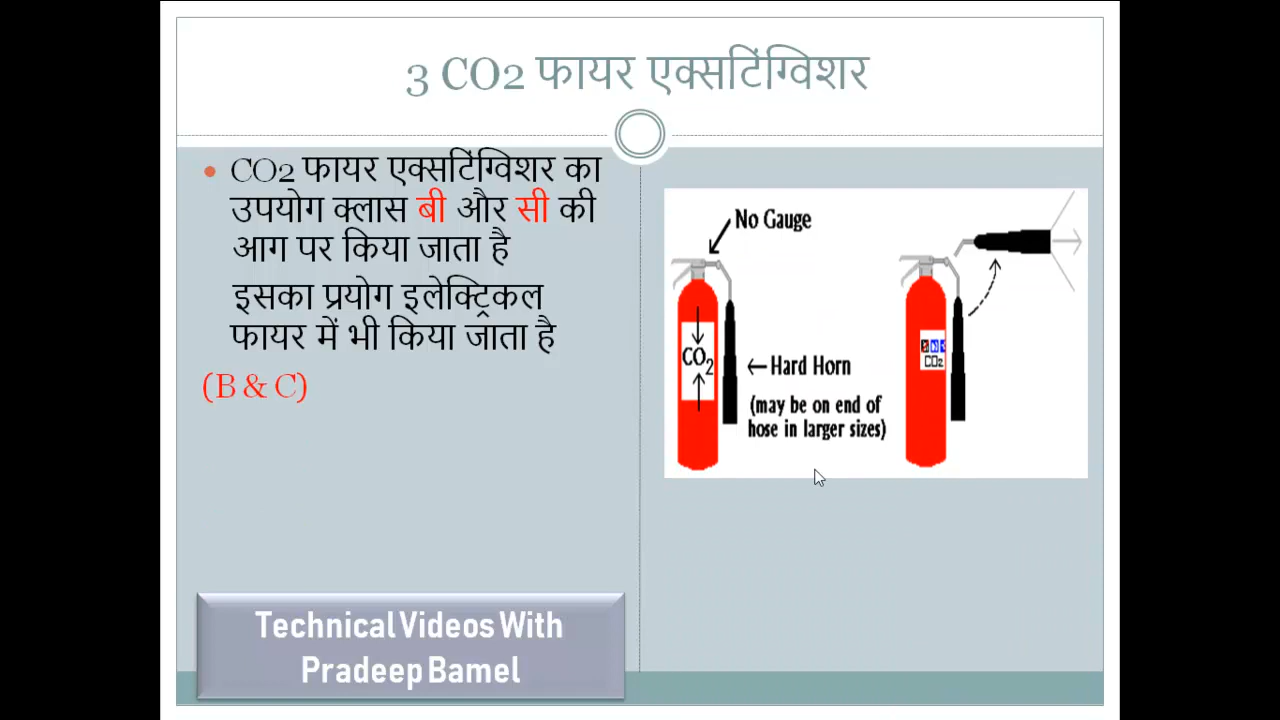 3 CO2 फायर एक्सटिंग्विशर
CO2 फायर एक्सटिंग्विशर का
उपयोग क्लास बी और सी की
आग पर किया जाता है
इसका प्रयोग इलेक्ट्रिकल
फायर में भी किया जाता है
(B & C)
No Gauge
CO2
Hard Horn
(may be on end of
hose in larger sizes)
CO2
Technical Videos With
Pradeep Bamel